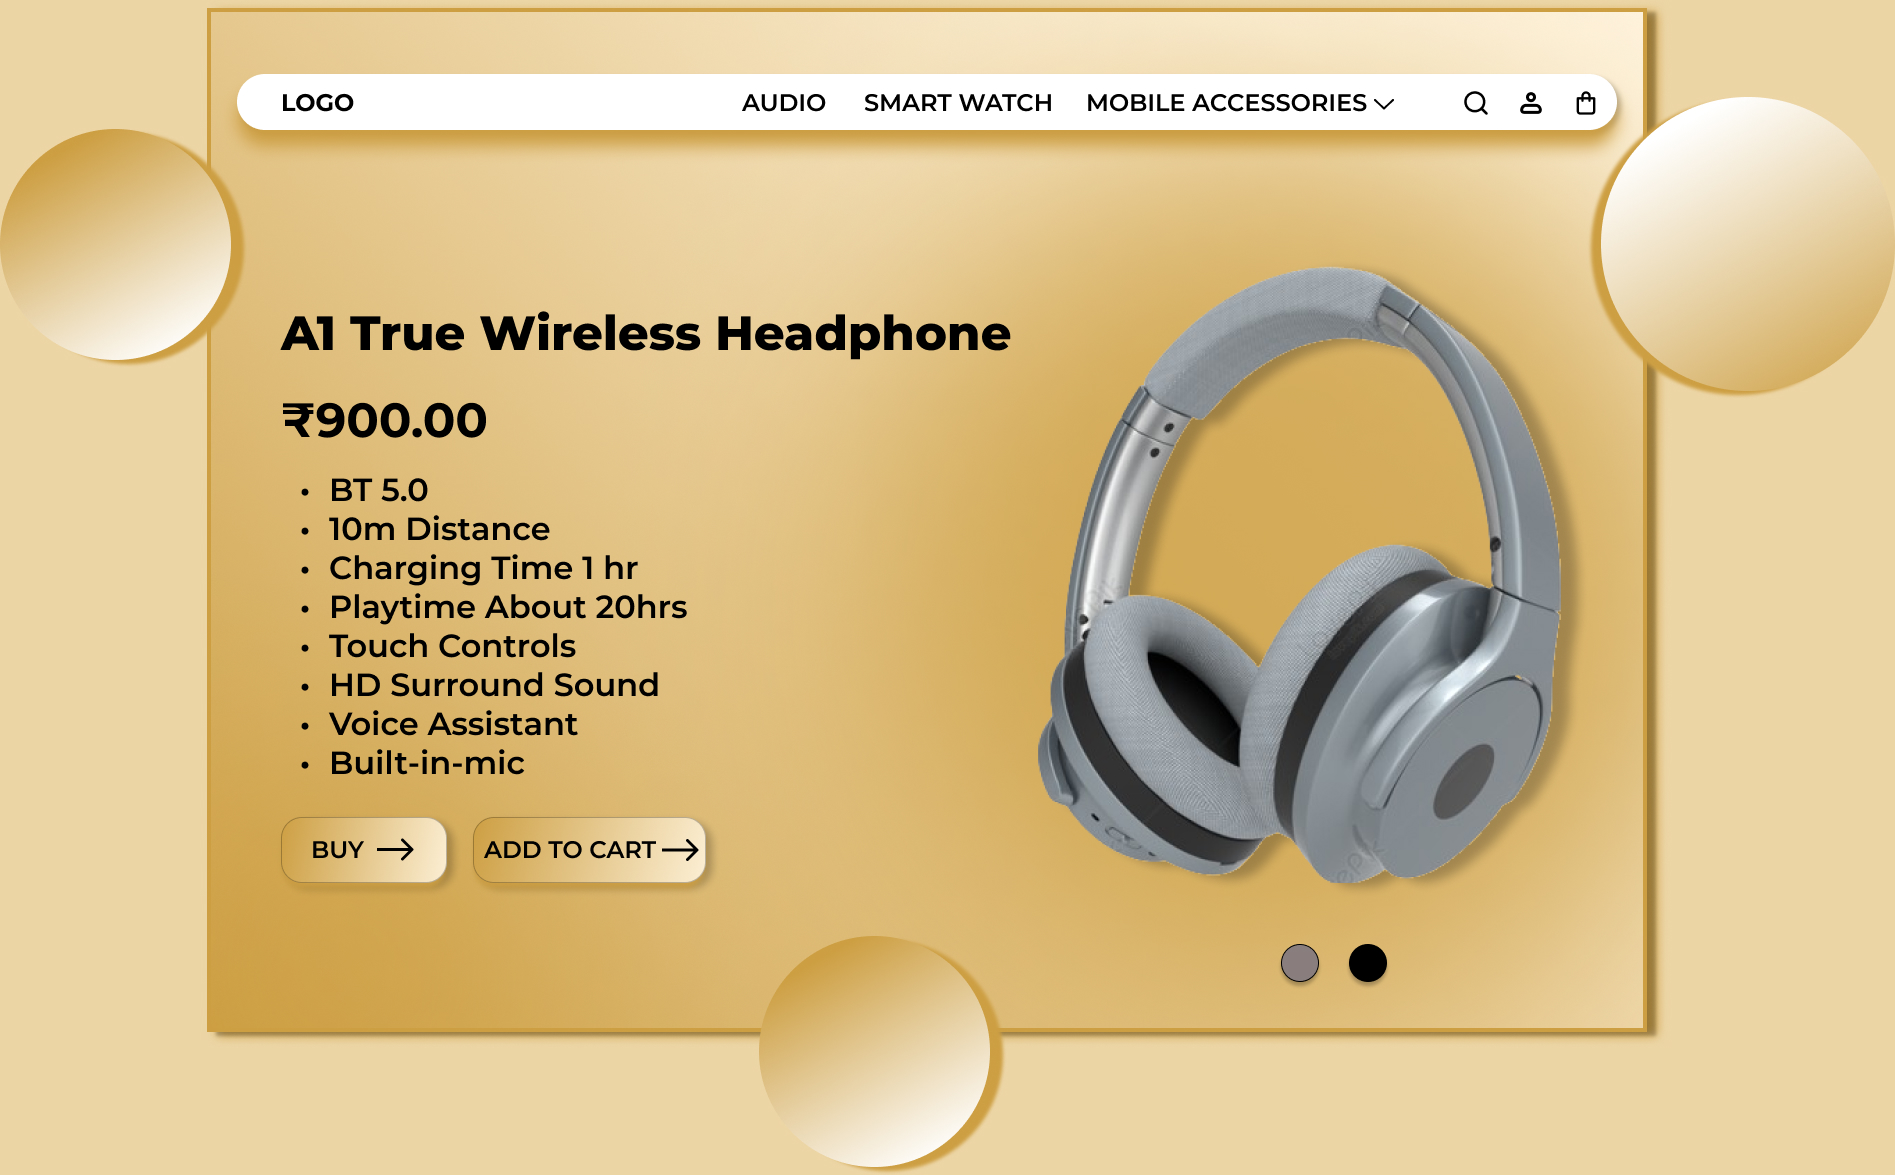 LOGO
AUDIO
SMART WATCH
MOBILE ACCESSORIES
A1 True Wireless Headphone
₹900.00
• BT 5.0
• 10m Distance
• Charging Time 1 hr
• Playtime About 20hrs
• Touch Controls
• HD Surround Sound
• Voice Assistant
• Built-in-mic
BUY
ADD TO CART